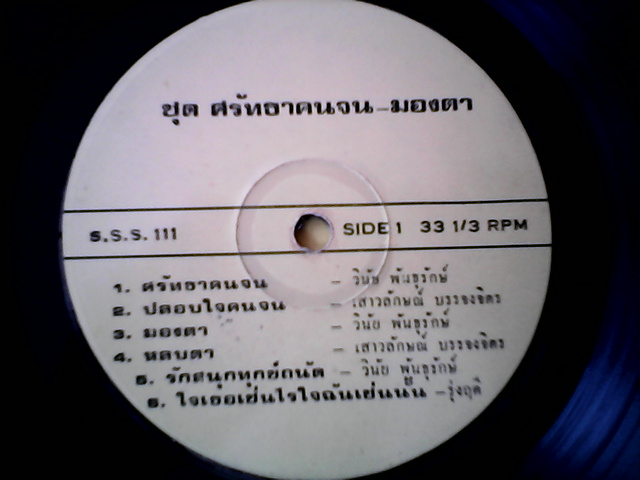 ชุด ศรัทธาคนจน-มองตา
S.S.S. 111 SIDE 1 33 1/3 RPM
1. ศรัทธาคนจน - วินัย พันธุรักษ์
2. ปลอบใจคนจน - เสาวลักษณ์ บรรจงจิตร
3. มองตา - วินัย พันธุรักษ์
4. หลบตา - เสาวลักษณ์ บรรจงจิตร
5. รักสนุกทุกข์ถนัด - วินัย พันธุรักษ์
6. ใจเธอเช่นไรใจฉันเช่นนั้น - รุ่งฤดี